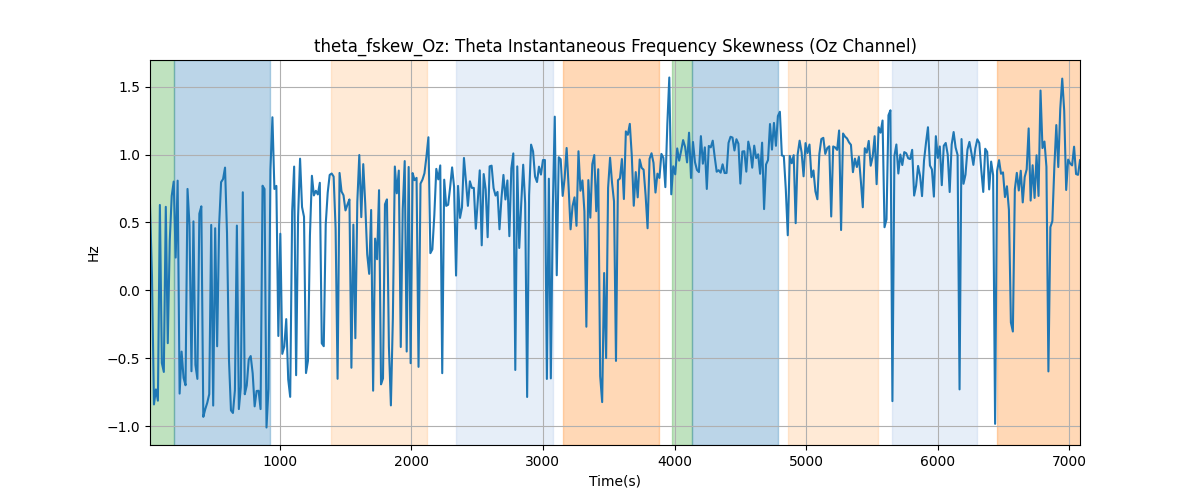 theta_fskew_Oz: Theta Instantaneous Frequency Skewness (Oz Channel)
1.5
1.0
0.5
0.0
−0.5
−1.0
Hz
1000 2000 3000 4000 5000 6000 7000
Time(s)